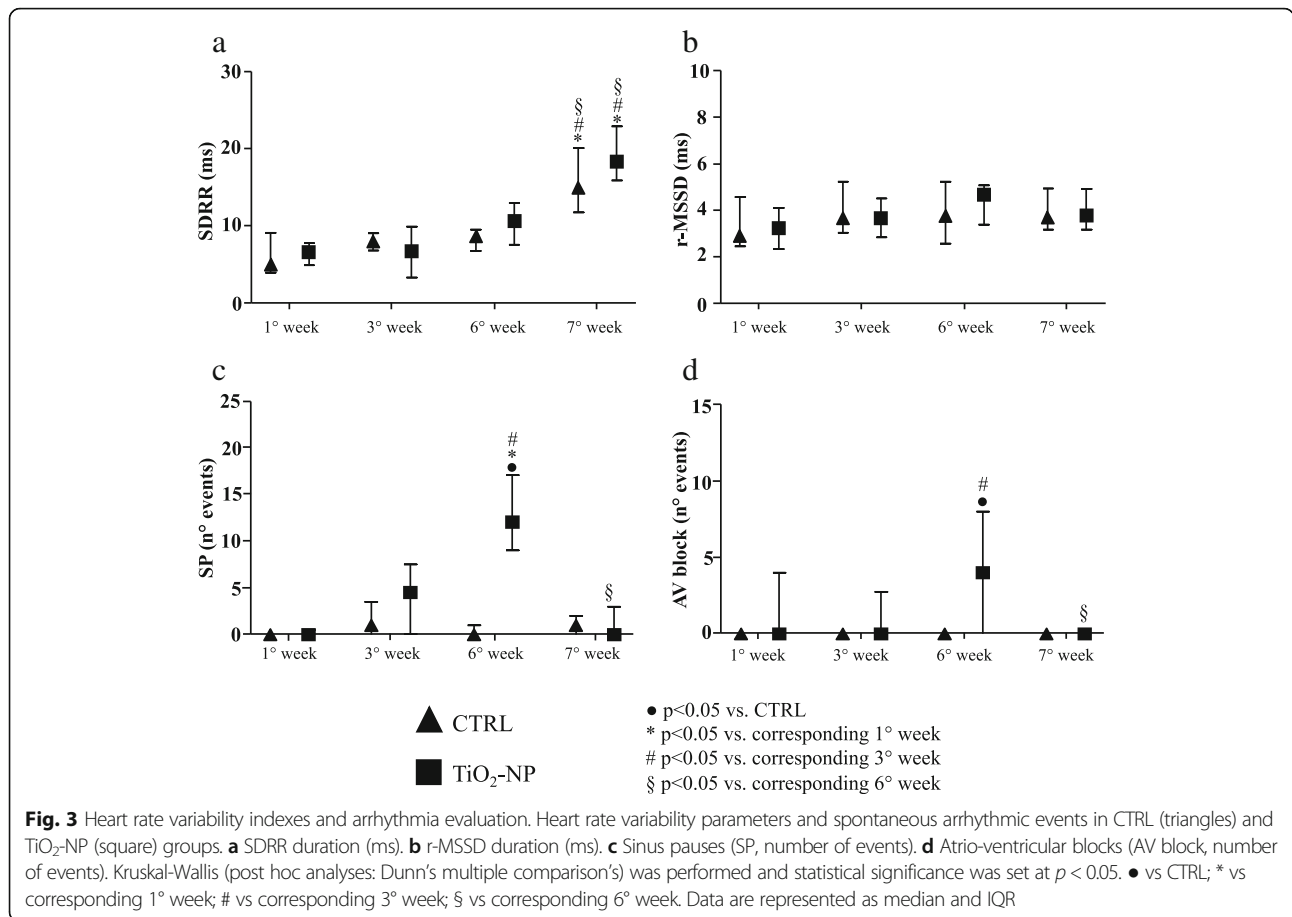 a
30
20
10
0
SDRR (ms)
§
#
*
§
#
*
1° week 3° week 6° week 7° week
b
10
8
6
4
2
0
r-MSSD (ms)
1° week 3° week 6° week 7° week
c
25
20
15
10
5
0
SP (n° events)
#
*
●
§
1° week 3° week 6° week 7° week
d
15
10
5
0
AV block (n° events)
#
●
§
1° week 3° week 6° week 7° week
▲ CTRL
■ TiO₂-NP
● p<0.05 vs. CTRL
* p<0.05 vs. corresponding 1° week
# p<0.05 vs. corresponding 3° week
§ p<0.05 vs. corresponding 6° week
Fig. 3 Heart rate variability indexes and arrhythmia evaluation. Heart rate variability parameters and spontaneous arrhythmic events in CTRL (triangles) and
TiO₂-NP (square) groups. a SDRR duration (ms). b r-MSSD duration (ms). c Sinus pauses (SP, number of events). d Atrio-ventricular blocks (AV block, number
of events). Kruskal-Wallis (post hoc analyses: Dunn's multiple comparison's) was performed and statistical significance was set at p < 0.05. ● vs CTRL; * vs
corresponding 1° week; # vs corresponding 3° week; § vs corresponding 6° week. Data are represented as median and IQR